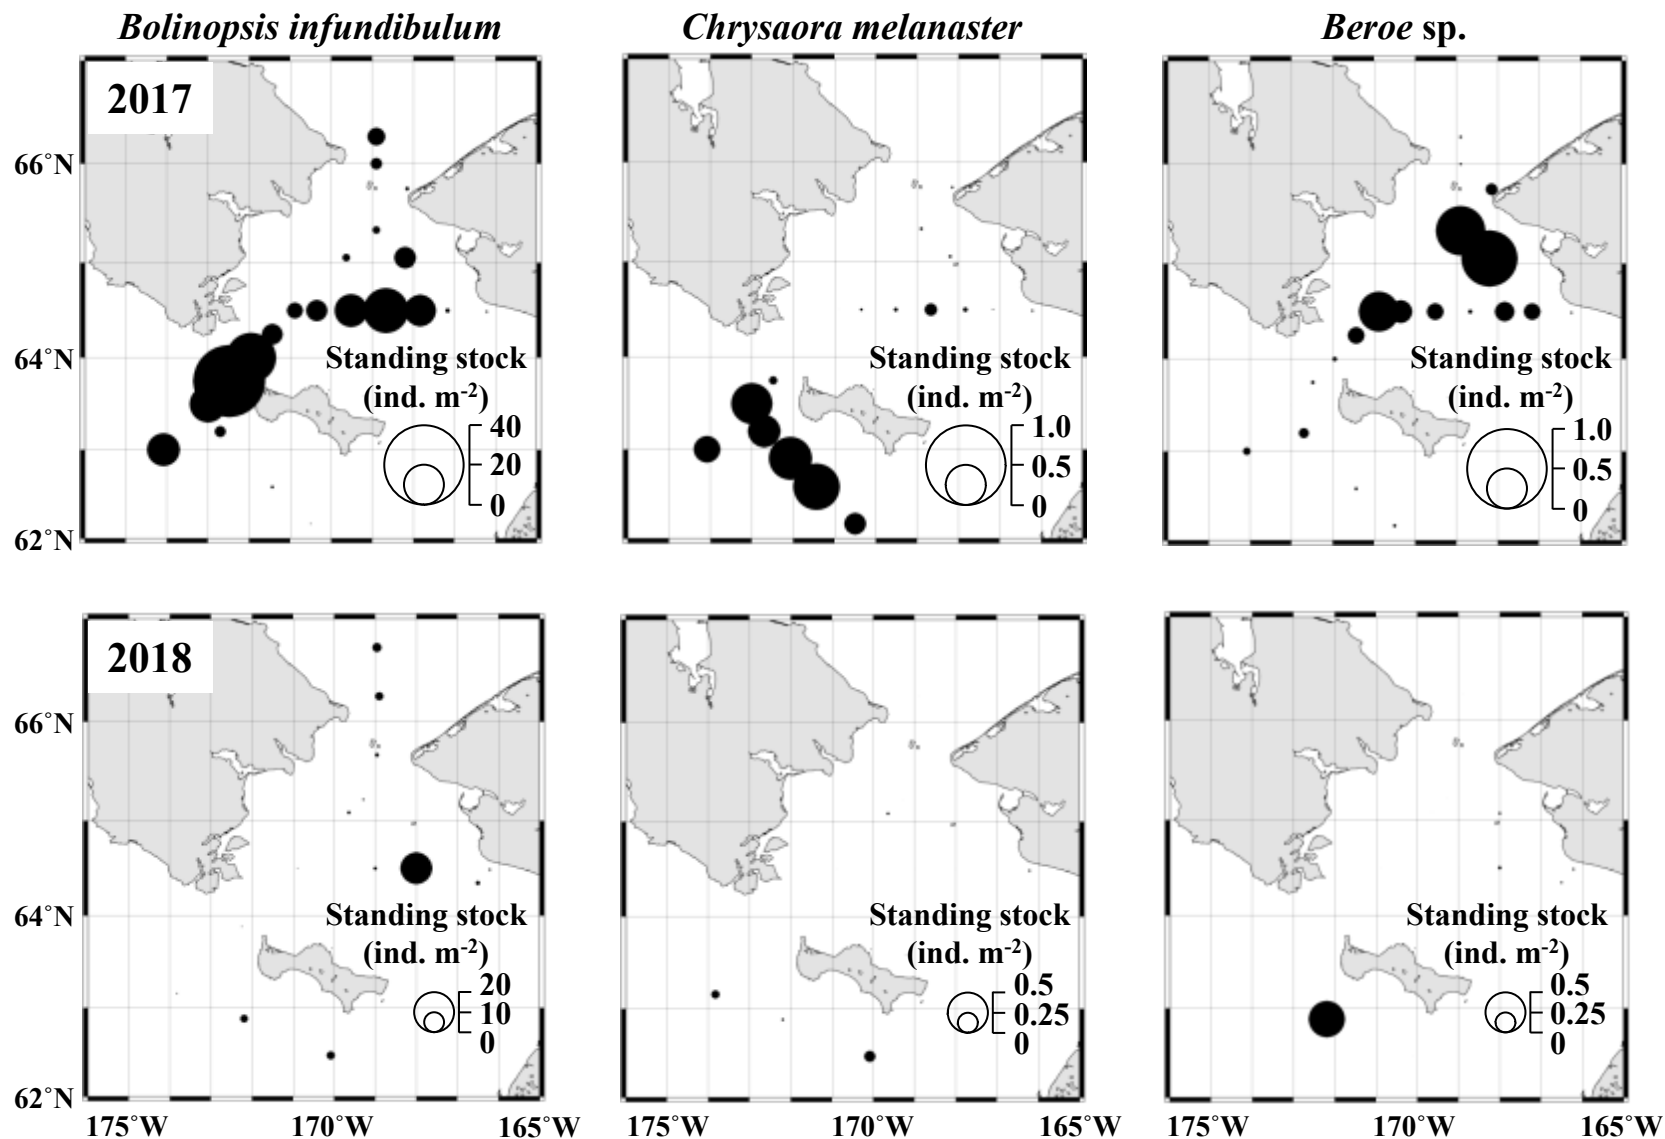 Bolinopsis infundibulum
Chrysaora melanaster
Beroe sp.
2017
66˚N
64˚N
62˚N
Standing stock
(ind. m-2)
40
20
0
Standing stock
(ind. m-2)
1.0
0.5
0
Standing stock
(ind. m-2)
1.0
0.5
0
2018
66˚N
64˚N
62˚N
Standing stock
(ind. m-2)
20
10
0
Standing stock
(ind. m-2)
0.5
0.25
0
Standing stock
(ind. m-2)
0.5
0.25
0
175˚W 170˚W 165˚W
175˚W 170˚W 165˚W
175˚W 170˚W 165˚W